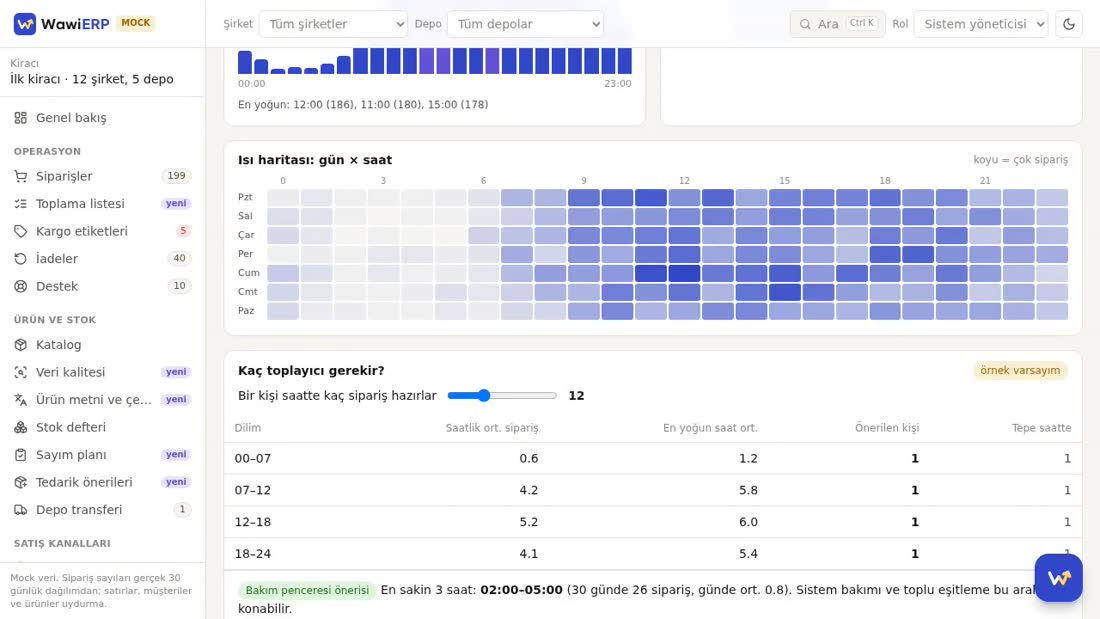 WawiERP MOCK
Şirket Tüm şirketler Depo Tüm depolar Ara Ctrl K Rol Sistem yöneticisi
Kiracı
İlk kiracı · 12 şirket, 5 depo
Genel bakış
OPERASYON
Siparişler 199
Toplama listesi yeni
Kargo etiketleri 5
İadeler 40
Destek 10
ÜRÜN VE STOK
Katalog
Veri kalitesi yeni
Ürün metni ve çe... yeni
Stok defteri
Sayım planı yeni
Tedarik önerileri yeni
Depo transferi 1
SATIŞ KANALLARI
Mock veri. Sipariş sayıları gerçek 30
günlük dağılımdan; satırlar, müşteriler
ve ürünler uydurma.
00:00 23:00
En yoğun: 12:00 (186), 11:00 (180), 15:00 (178)
Isı haritası: gün × saat koyu = çok sipariş
0 3 6 9 12 15 18 21
Pzt
Sal
Çar
Per
Cum
Cmt
Paz
Kaç toplayıcı gerekir? örnek varsayım
Bir kişi saatte kaç sipariş hazırlar 12
Dilim Saatlik ort. sipariş En yoğun saat ort. Önerilen kişi Tepe saatte
00–07 0.6 1.2 1 1
07–12 4.2 5.8 1 1
12–18 5.2 6.0 1 1
18–24 4.1 5.4 1 1
Bakım penceresi önerisi En sakin 3 saat: 02:00–05:00 (30 günde 26 sipariş, günde ort. 0.8). Sistem bakımı ve toplu eşitleme bu
konabilir.